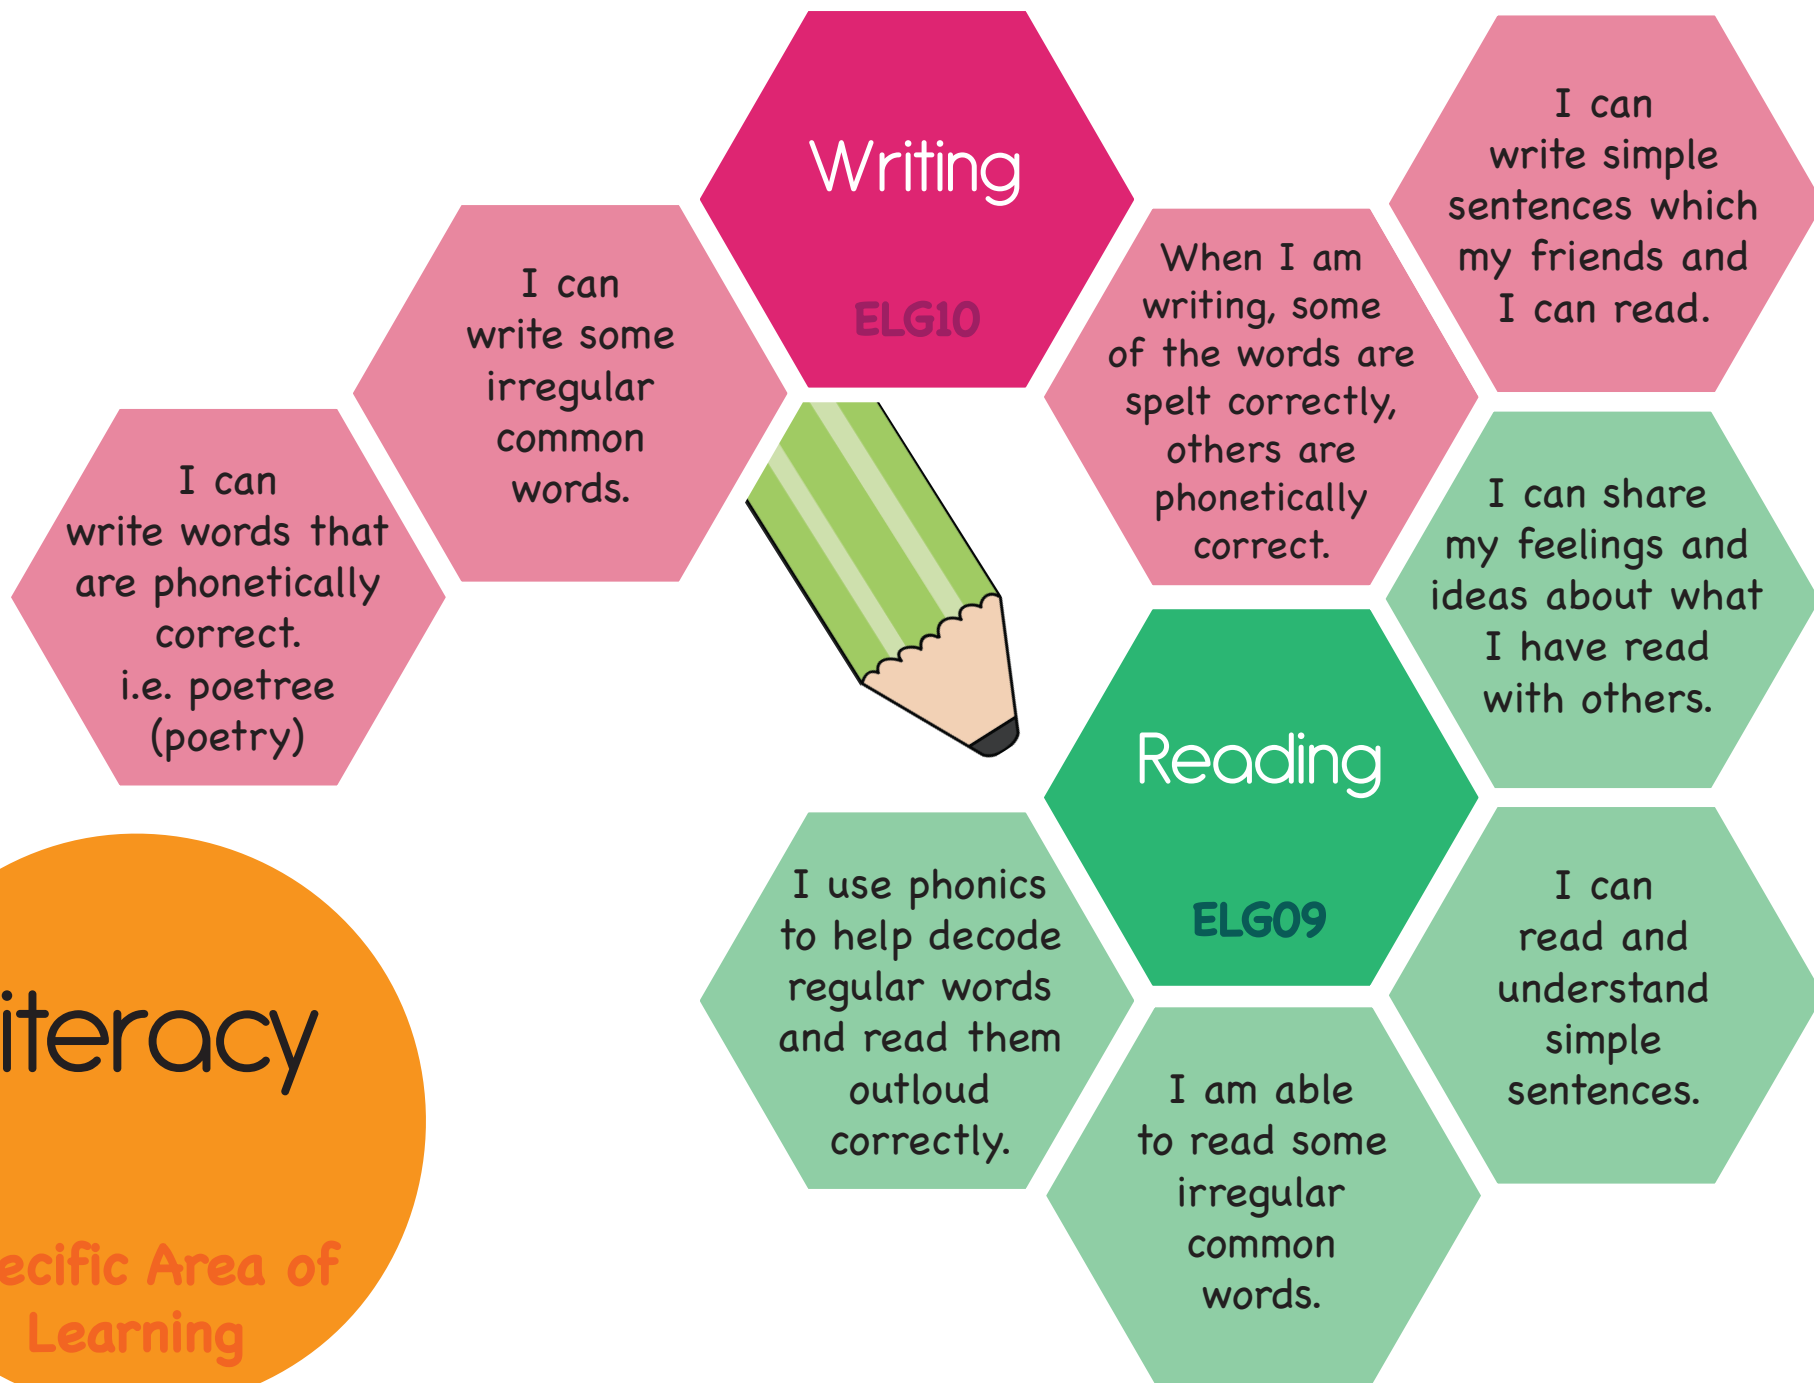 Writing
ELG10
I can
write simple
sentences which
my friends and
I can read.
I can
write some
irregular
common
words.
When I am
writing, some
of the words are
spelt correctly,
others are
phonetically
correct.
I can
write words that
are phonetically
correct.
i.e. poetree
(poetry)
I can share
my feelings and
ideas about what
I have read
with others.
Reading
ELG09
I use phonics
to help decode
regular words
and read them
outloud
correctly.
I can
read and
understand
simple
sentences.
I am able
to read some
irregular
common
words.
iteracy
ecific Area of
Learning